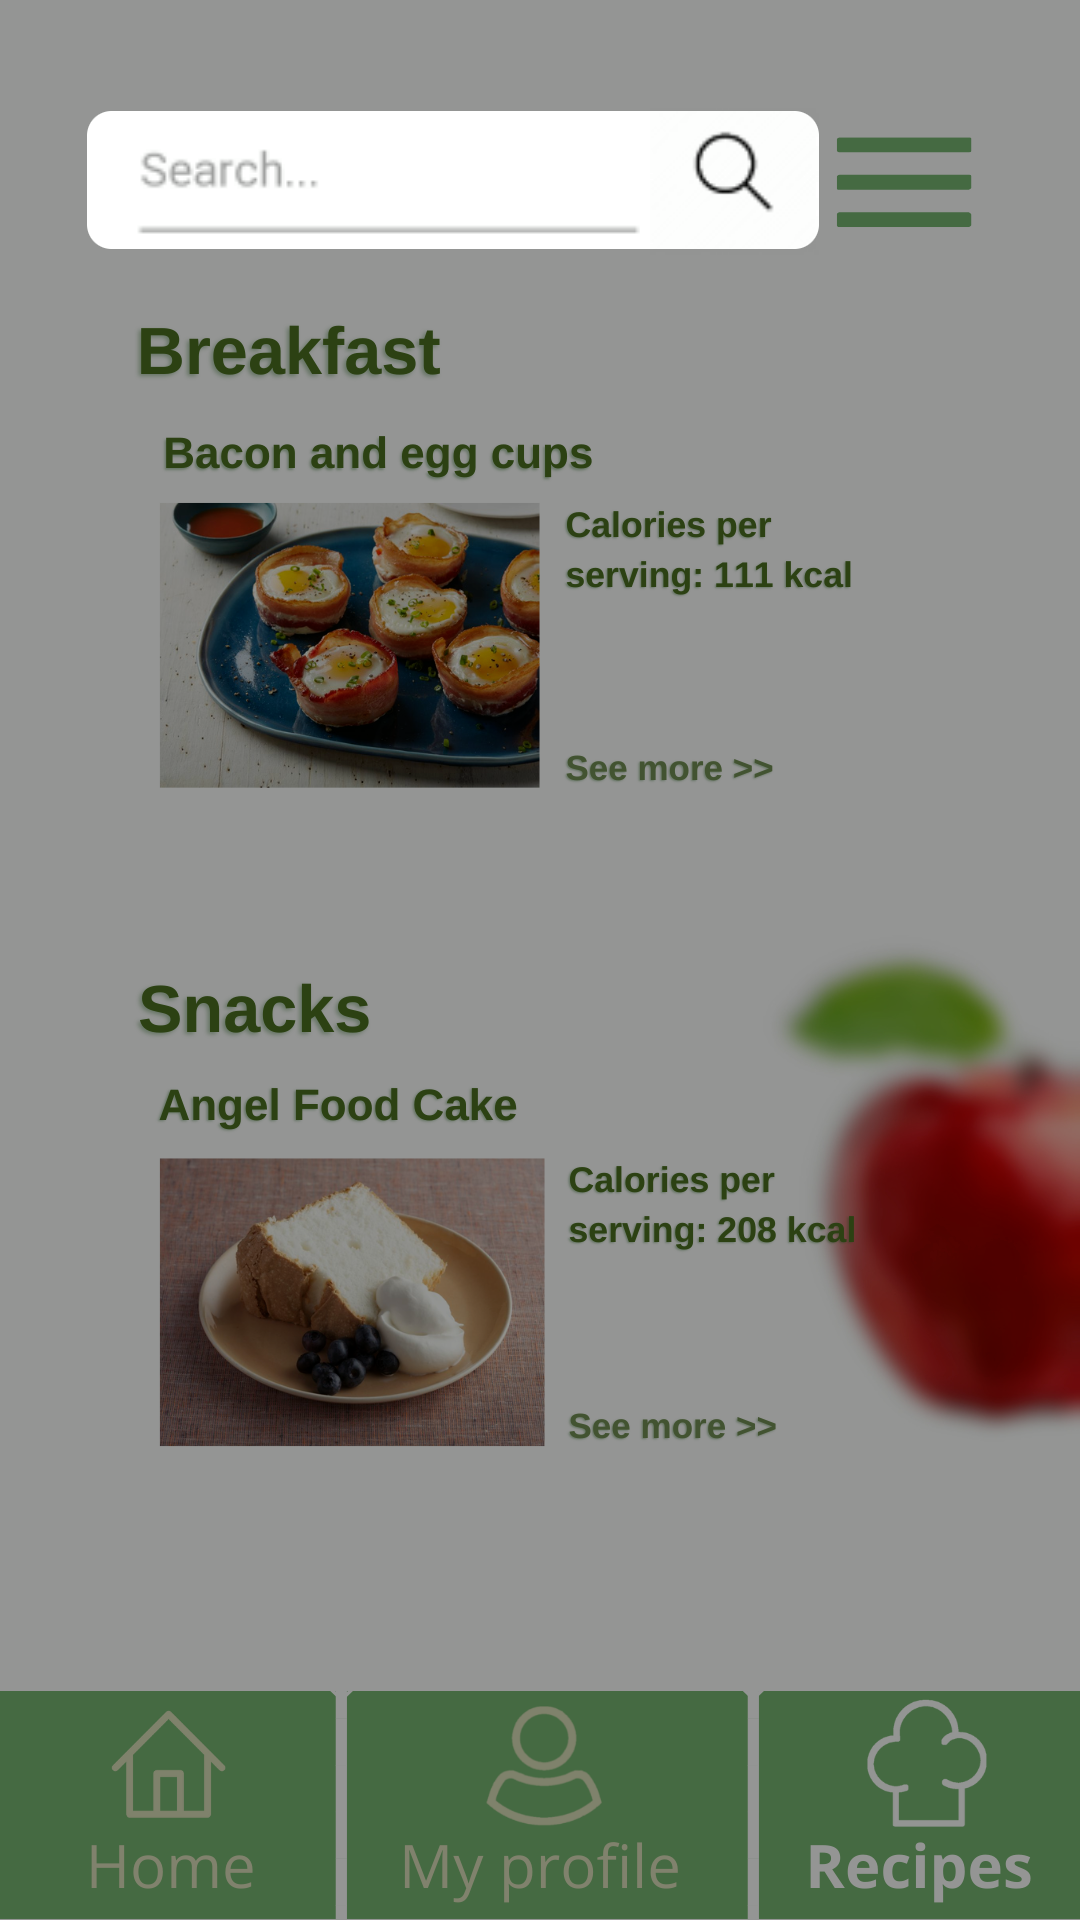 Search...
Breakfast
Bacon and egg cups
Calories per
serving: 111 kcal
See more >>
Snacks
Angel Food Cake
Calories per
serving: 208 kcal
See more >>
Home
My profile
Recipes